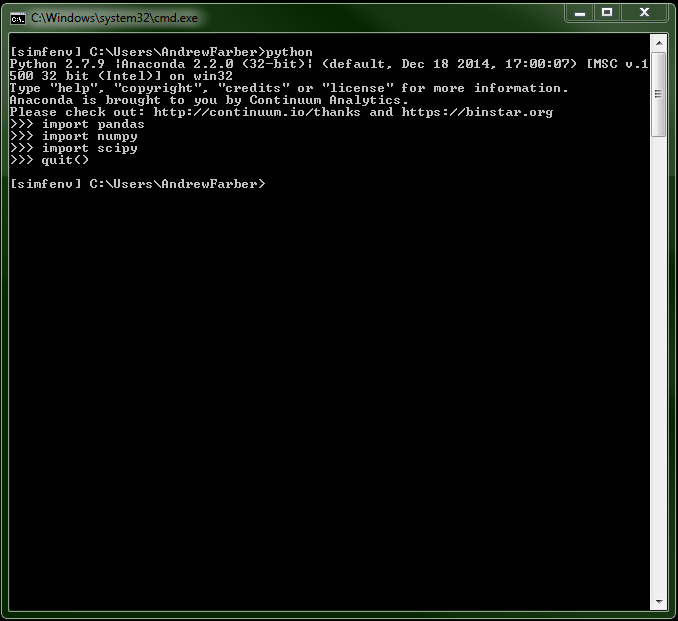 C:\Windows\system32\cmd.exe
[simfenv] C:\Users\AndrewFarber>python
Python 2.7.9 |Anaconda 2.2.0 (32-bit)| (default, Dec 18 2014, 17:00:07) [MSC v.1
500 32 bit (Intel)] on win32
Type "help", "copyright", "credits" or "license" for more information.
Anaconda is brought to you by Continuum Analytics.
Please check out: http://continuum.io/thanks and https://binstar.org
>>> import pandas
>>> import numpy
>>> import scipy
>>> quit()
[simfenv] C:\Users\AndrewFarber>